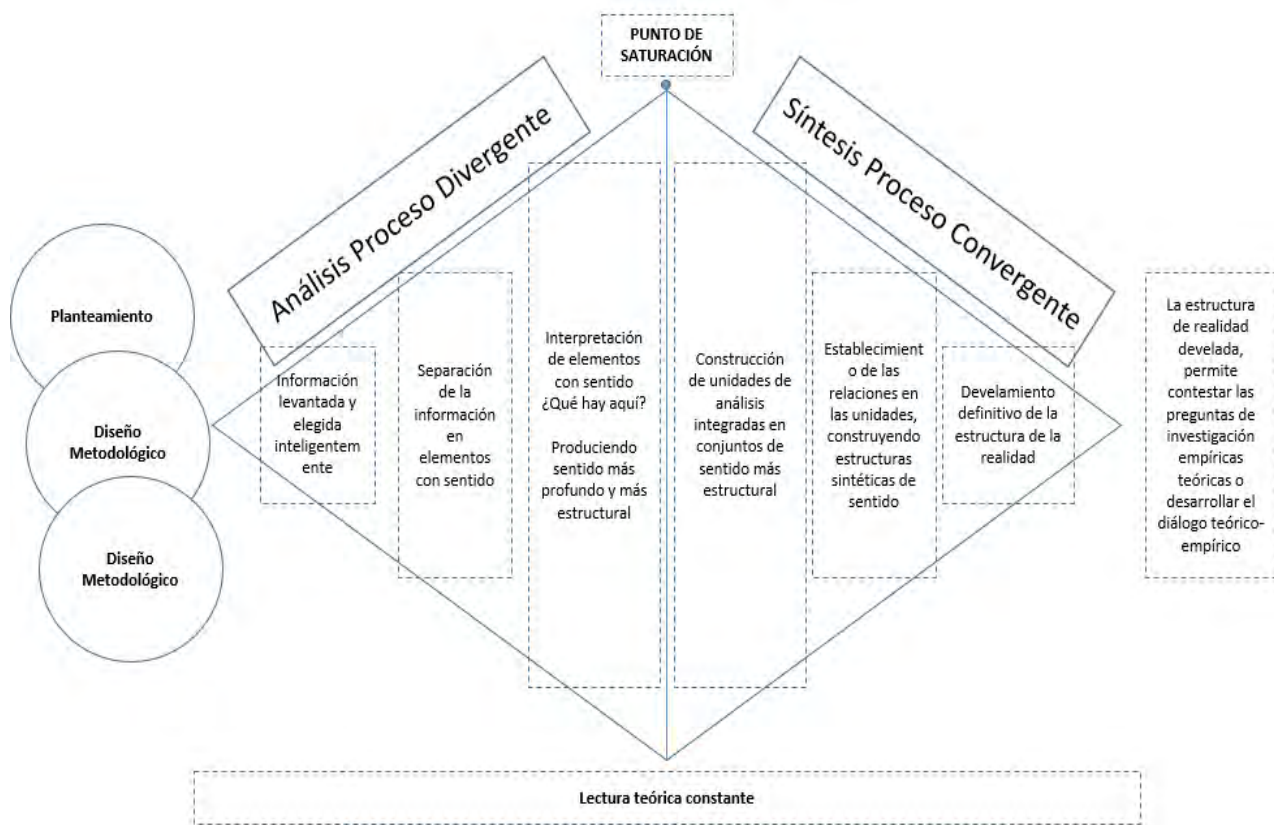 PUNTO DE
SATURACIÓN
Análisis Proceso Divergente
Síntesis Proceso Convergente
Planteamiento
Diseño
Metodológico
Diseño
Metodológico
Información
levantada y
elegida
inteligentem
ente
Separación
de la
información
en
elementos
con sentido
Interpretación
de elementos
con sentido
¿Qué hay aquí?
Produciendo
sentido más
profundo y más
estructural
Construcción
de unidades de
análisis
integradas en
conjuntos de
sentido más
estructural
Establecimient
o de las
relaciones en
las unidades,
construyendo
estructuras
sintéticas de
sentido
Develamiento
definitivo de la
estructura de la
realidad
La estructura
de realidad
develada,
permite
contestar las
preguntas de
investigación
empíricas
teóricas o
desarrollar el
diálogo teórico-
empírico
Lectura teórica constante